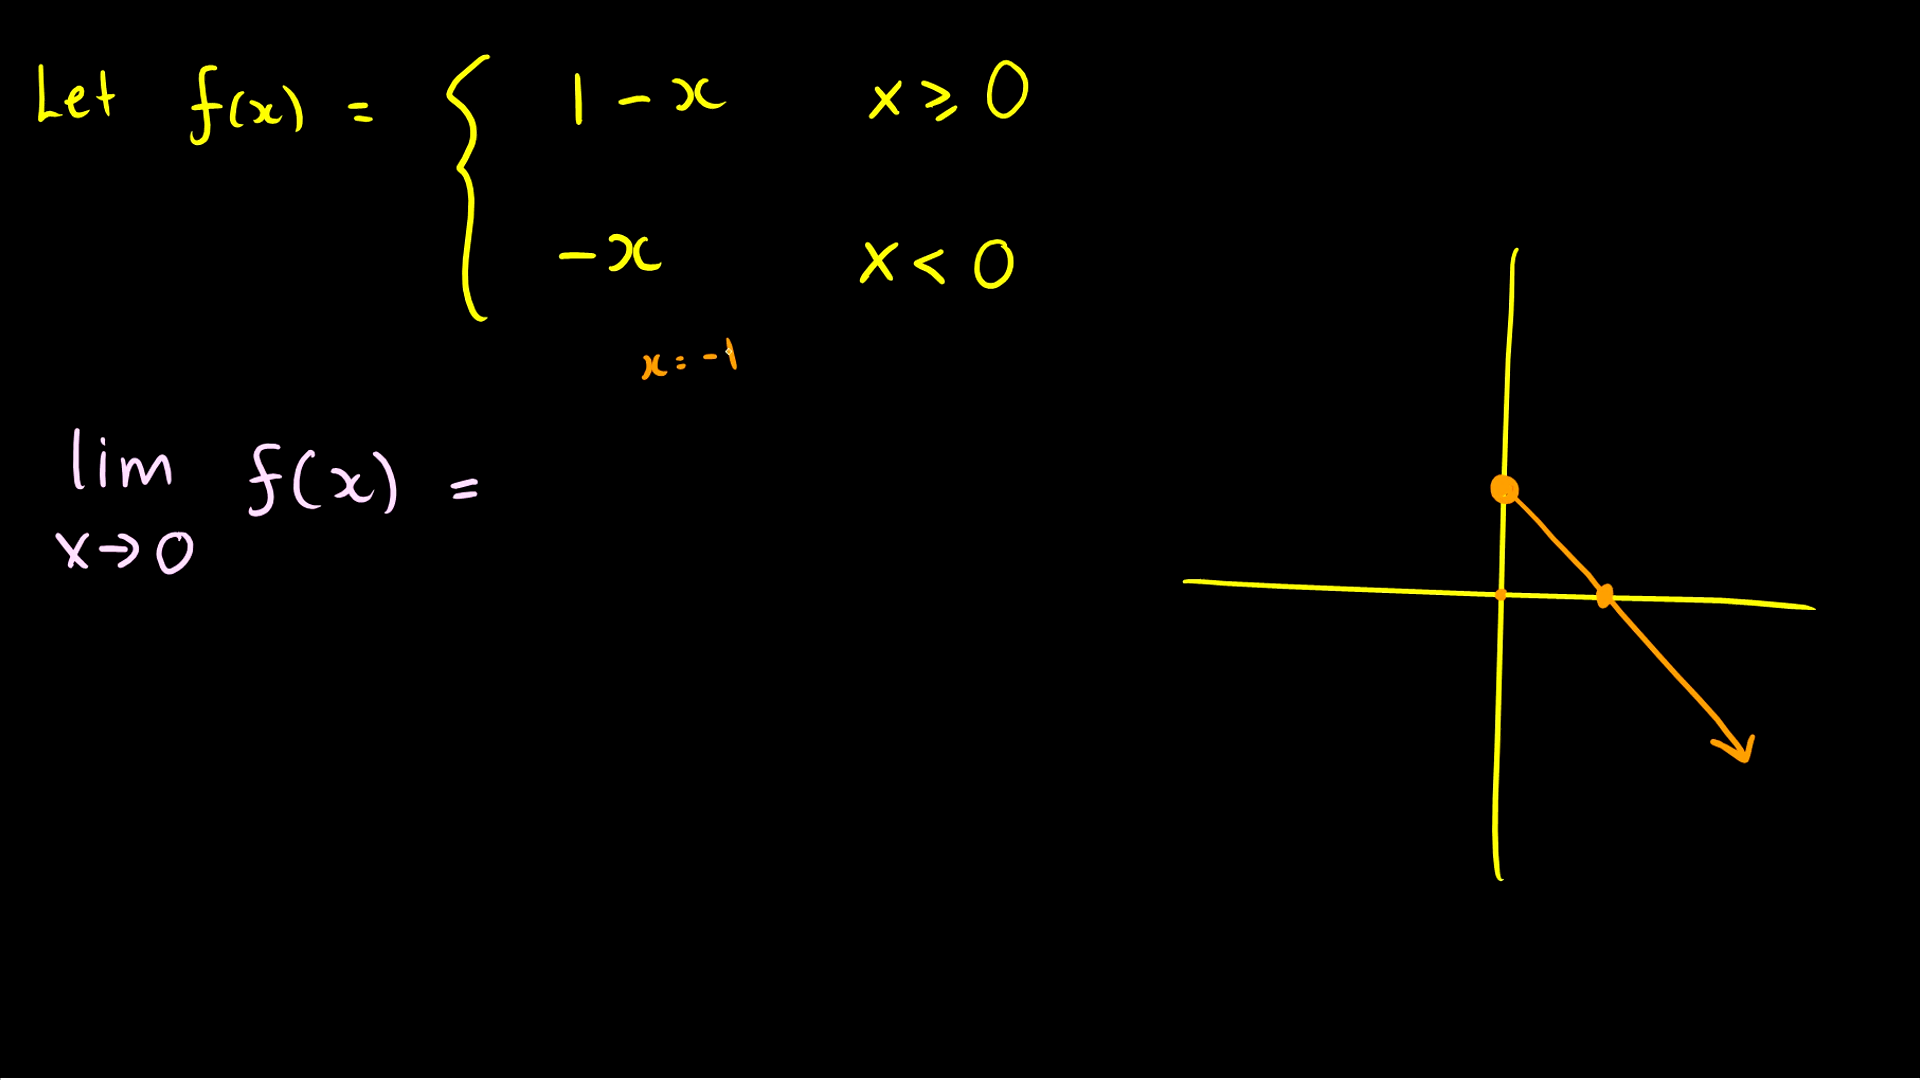 Let f(x) = { 1 - x x ⩾ 0
-x x < 0
x = -1
lim f(x) =
x→0